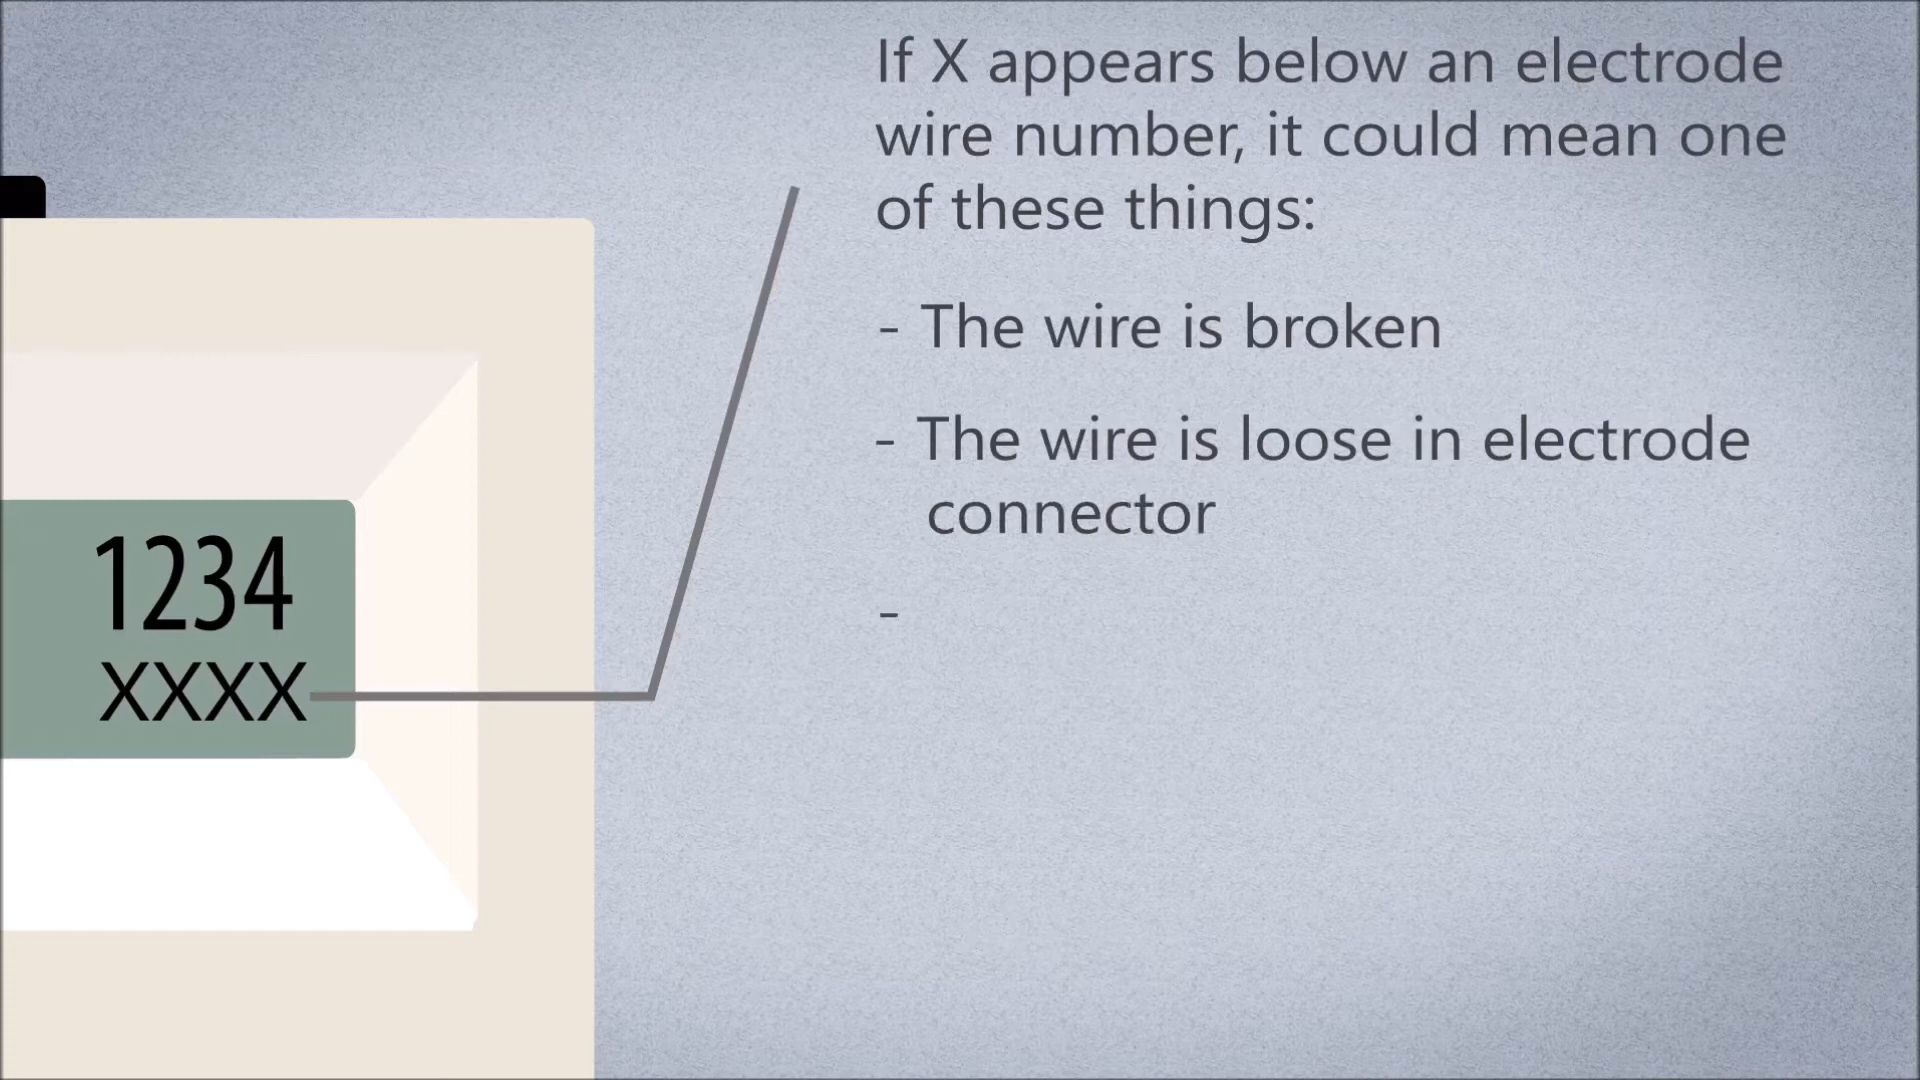 If X appears below an electrode
wire number, it could mean one
of these things:
- The wire is broken
- The wire is loose in electrode
connector
-
1234
XXXX